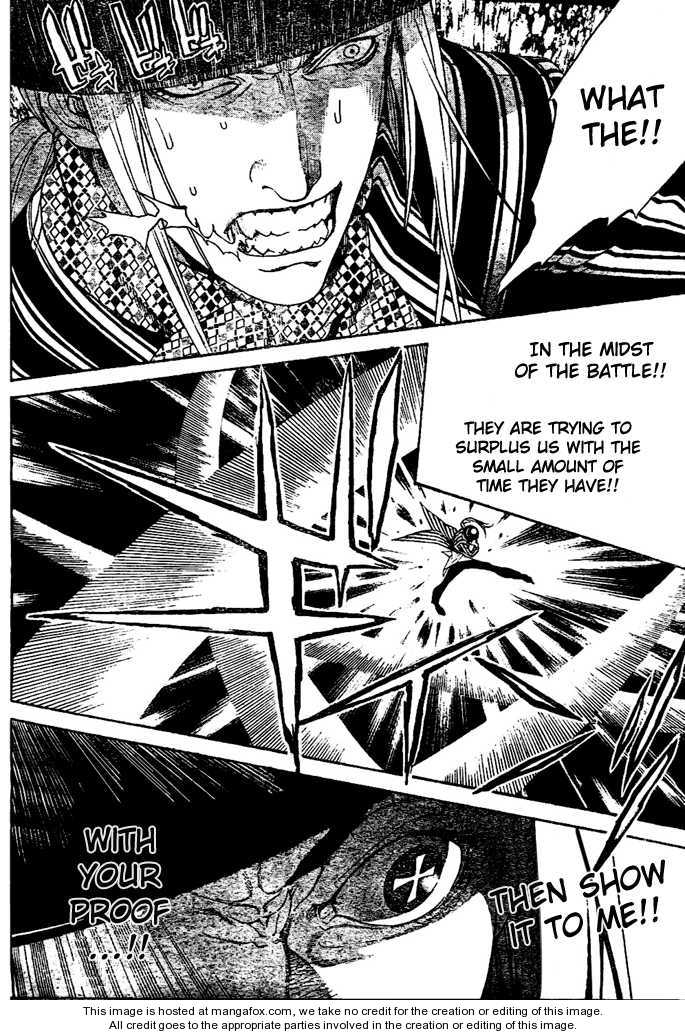 WHAT
THE!!
IN THE MIDST
OF THE BATTLE!!
THEY ARE TRYING TO
SURPLUS US WITH THE
SMALL AMOUNT OF
TIME THEY HAVE!!
THEN SHOW
IT TO ME!!
WITH
YOUR
PROOF
...!!
This image is hosted at mangafox.com, we take no credit for the creation or editing of this image.
All credit goes to the appropriate parties involved in the creation or editing of this image.